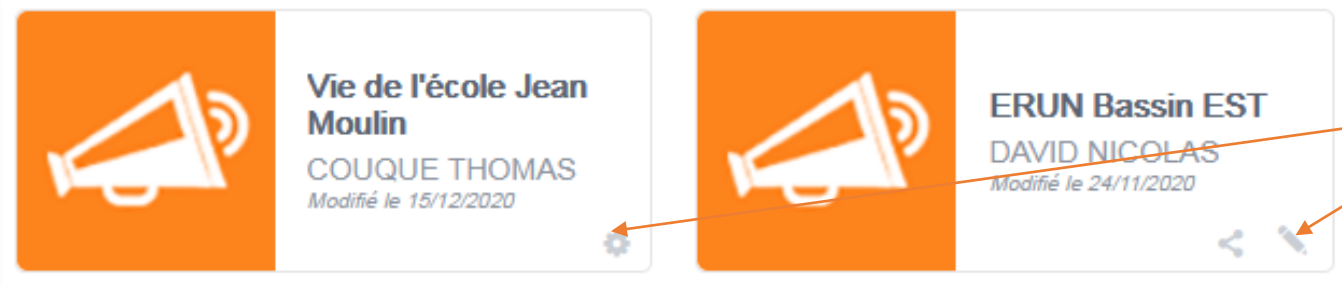 Vie de l'école Jean
Moulin
COUQUE THOMAS
Modifié le 15/12/2020
ERUN Bassin EST
DAVID NICOLAS
Modifié le 24/11/2020